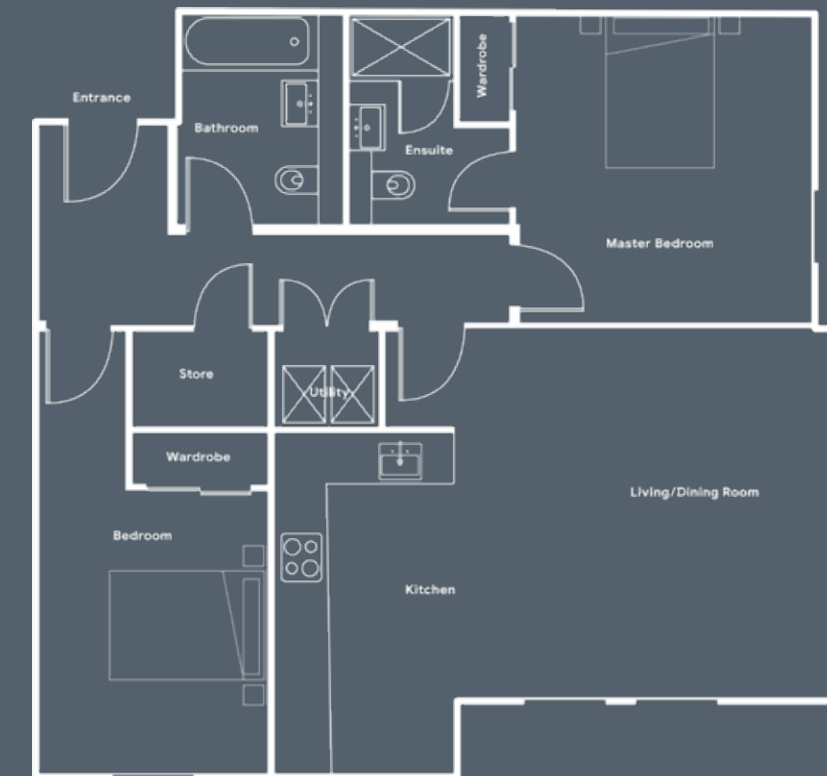 Wardrobe
Entrance
Bathroom
Ensuite
Master Bedroom
Store
Utility
Wardrobe
Living/Dining Room
Bedroom
Kitchen